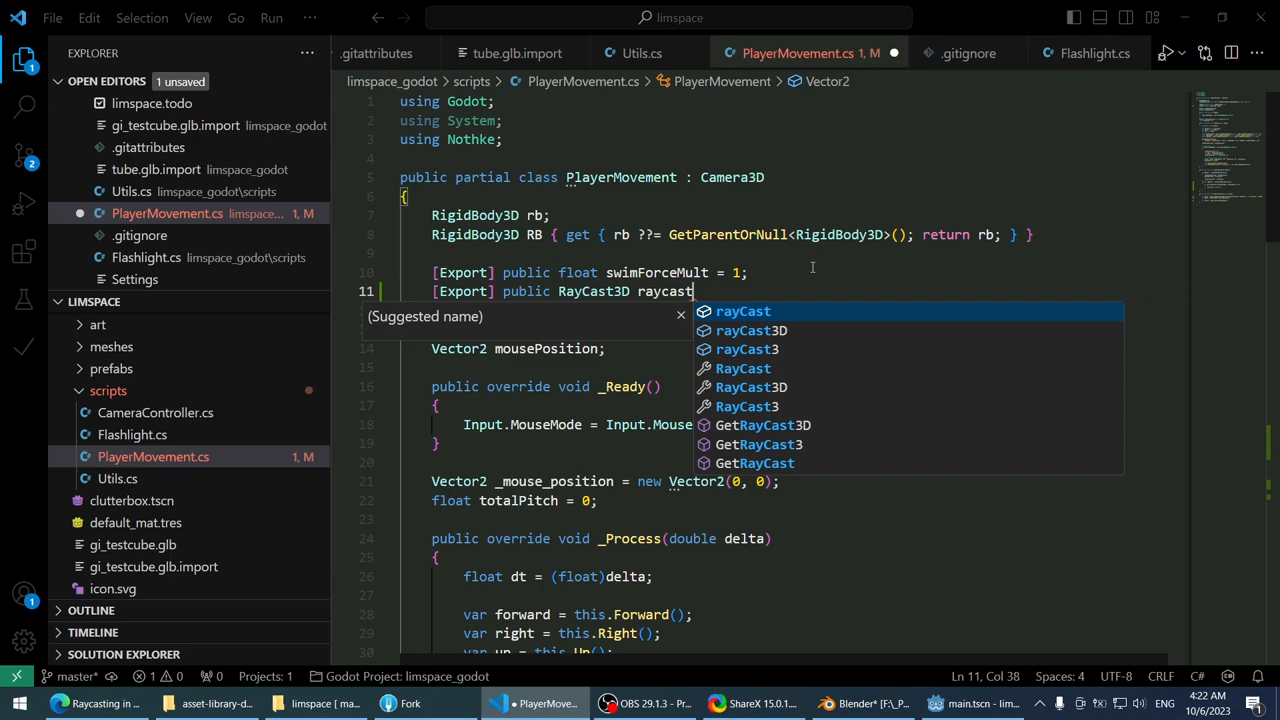 File Edit Selection View Go Run ··· limspace
EXPLORER
OPEN EDITORS 1 unsaved
limspace.todo
gi_testcube.glb.import limspace_godot
.gitattributes
tube.glb.import limspace_godot
Utils.cs limspace_godot\scripts
PlayerMovement.cs limspace... 1, M
.gitignore
Flashlight.cs limspace_godot\scripts
Settings
LIMSPACE
art
meshes
prefabs
scripts
CameraController.cs
Flashlight.cs
PlayerMovement.cs 1, M
Utils.cs
clutterbox.tscn
default_mat.tres
gi_testcube.glb
gi_testcube.glb.import
icon.svg
OUTLINE
TIMELINE
SOLUTION EXPLORER
1
2
1
.gitattributes tube.glb.import Utils.cs PlayerMovement.cs 1, M .gitignore Flashlight.cs
limspace_godot > scripts > PlayerMovement.cs > PlayerMovement > Vector2
1 using Godot;
2 using System;
3 using Nothke;
4
5 public partial class PlayerMovement : Camera3D
6 {
7 RigidBody3D rb;
8 RigidBody3D RB { get { rb ??= GetParentOrNull<RigidBody3D>(); return rb; } }
9
10 [Export] public float swimForceMult = 1;
11 [Export] public RayCast3D raycast
(Suggested name)
rayCast
rayCast3D
rayCast3
RayCast
RayCast3D
RayCast3
GetRayCast3D
GetRayCast3
GetRayCast
14 Vector2 mousePosition;
15
16 public override void _Ready()
17 {
18 Input.MouseMode = Input.Mouse
19 }
20
21 Vector2 _mouse_position = new Vector2(0, 0);
22 float totalPitch = 0;
23
24 public override void _Process(double delta)
25 {
26 float dt = (float)delta;
27
28 var forward = this.Forward();
29 var right = this.Right();
30 var up = this.Up();
master* 1 0 0 Projects: 1 Godot Project: limspace_godot Ln 11, Col 38 Spaces: 4 UTF-8 CRLF C#
Raycasting in ... asset-library-d... limspace [ ma... Fork PlayerMove... OBS 29.1.3 - Pr... ShareX 15.0.1... Blender* [F:\_P... main.tscn - lim... ENG 4:22 AM 10/6/2023 1